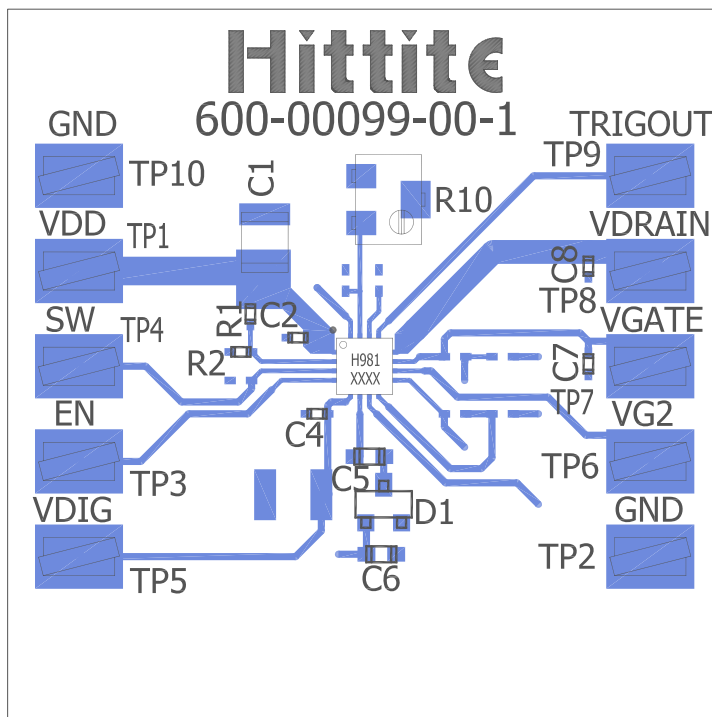 Hittite
600-00099-00-1
GND
TP10
C1
R10
TP9
TRIGOUT
VDD
TP1
VDRAIN
C8
TP8
SW
TP4
R1
C2
R2
H981
XXXX
VGATE
C7
TP7
EN
TP3
C4
C5
VG2
TP6
VDIG
TP5
D1
C6
GND
TP2